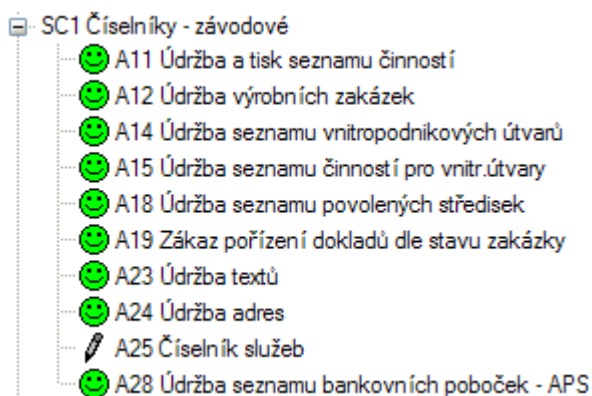 SC1 Číselníky - závodové
A11 Údržba a tisk seznamu činností
A12 Údržba výrobních zakázek
A14 Údržba seznamu vnitropodnikových útvarů
A15 Údržba seznamu činností pro vnitr.útvary
A18 Údržba seznamu povolených středisek
A19 Zákaz pořízení dokladů dle stavu zakázky
A23 Údržba textů
A24 Údržba adres
A25 Číselník služeb
A28 Údržba seznamu bankovních poboček - APS